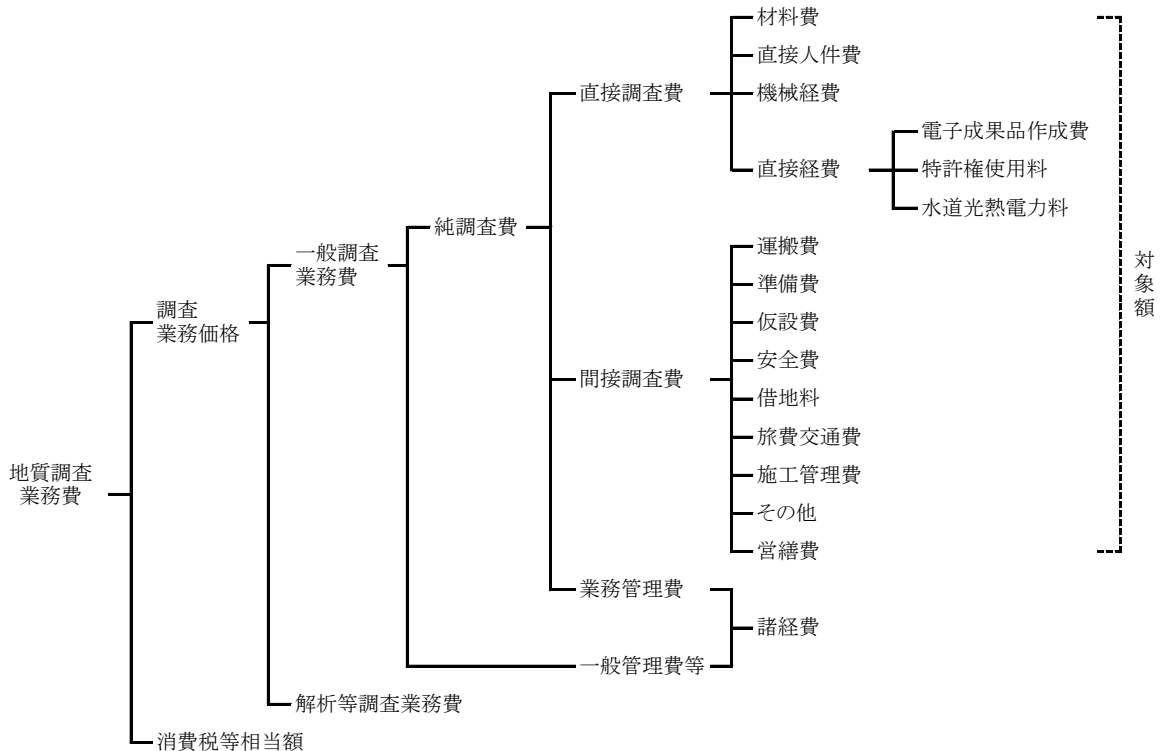 地質調査
業務費
調査
業務価格
消費税等相当額
一般調査
業務費
解析等調査業務費
純調査費
一般管理費等
直接調査費
間接調査費
業務管理費
諸経費
材料費
直接人件費
機械経費
直接経費
電子成果品作成費
特許権使用料
水道光熱電力料
運搬費
準備費
仮設費
安全費
借地料
旅費交通費
施工管理費
その他
営繕費
対象額